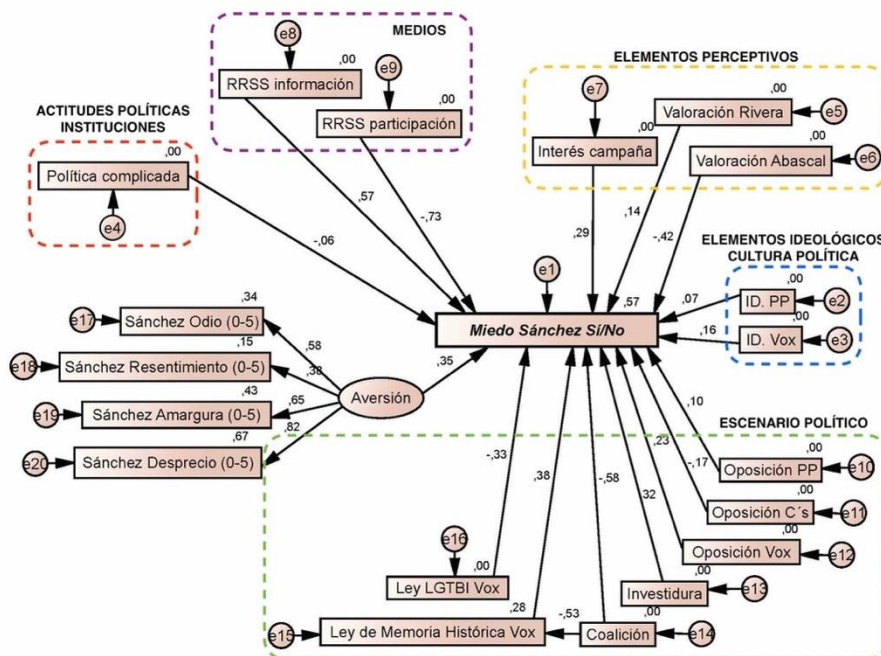 MEDIOS
e8
,00
RRSS información
e9
,00
RRSS participación
ELEMENTOS PERCEPTIVOS
e7
,00
Interés campaña
,00
Valoración Rivera
e5
,00
Valoración Abascal
e6
ACTITUDES POLÍTICAS
INSTITUCIONES
,00
Política complicada
e4
,57
-,73
-,06
,29
,14
-,42
ELEMENTOS IDEOLÓGICOS
CULTURA POLÍTICA
,00
ID. PP
e2
,00
ID. Vox
e3
,07
,16
e1
,57
Miedo Sánchez Sí/No
,34
e17
Sánchez Odio (0-5)
,15
e18
Sánchez Resentimiento (0-5)
,43
e19
Sánchez Amargura (0-5)
,67
e20
Sánchez Desprecio (0-5)
,58
,38
,65
,82
Aversión
,35
ESCENARIO POLÍTICO
,10
,23
-,17
-,33
,38
-,58
,32
,00
Oposición PP
e10
,00
Oposición C´s
e11
,00
Oposición Vox
e12
,00
Investidura
e13
e16
,00
Ley LGTBI Vox
,28
e15
Ley de Memoria Histórica Vox
-,53
,00
Coalición
e14